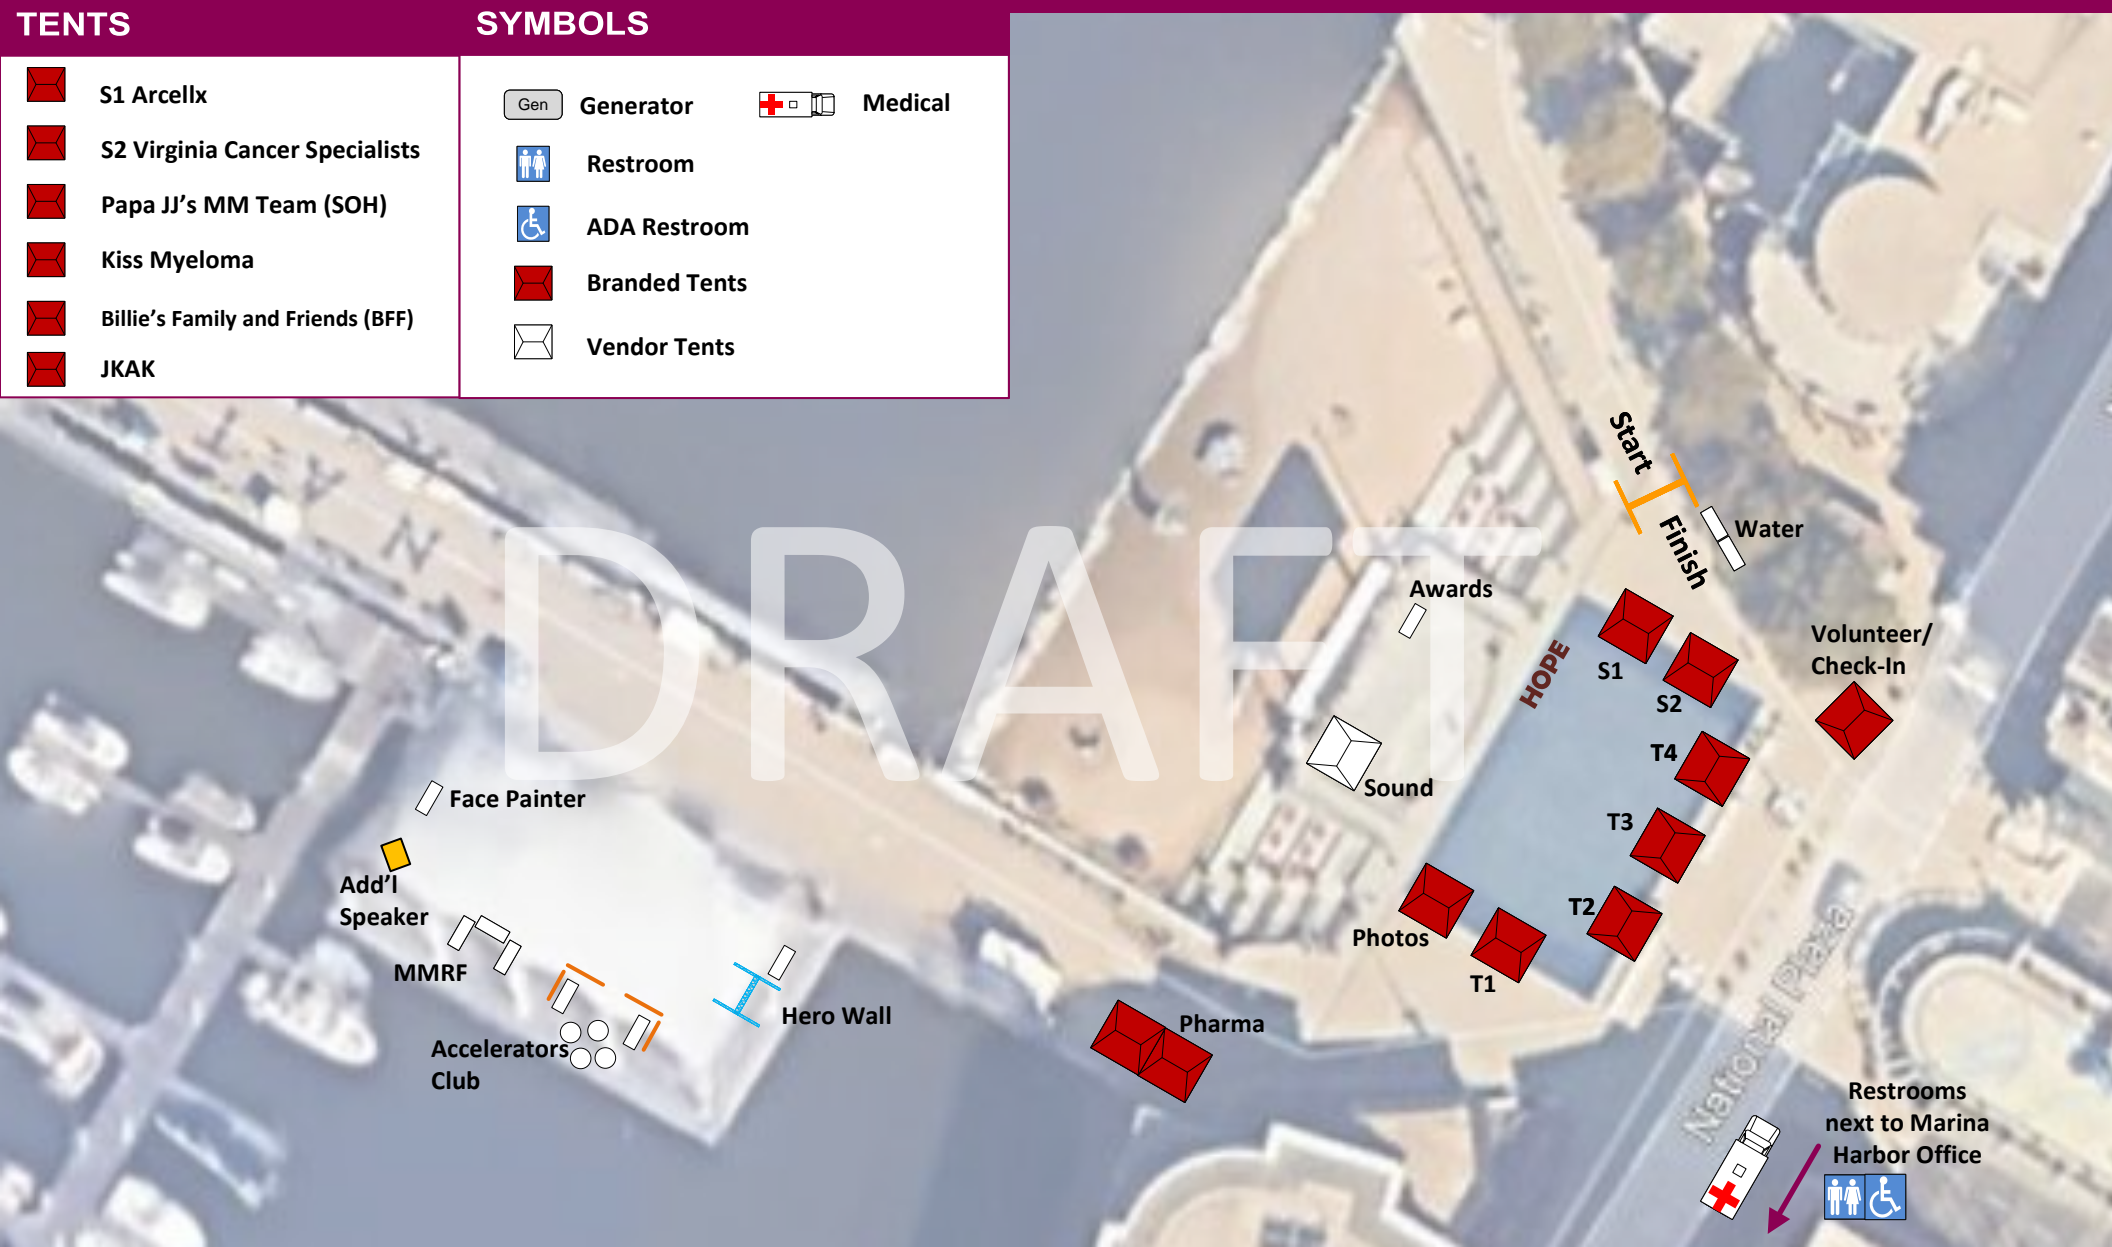 TENTS
S1 Arcellx
S2 Virginia Cancer Specialists
Papa JJ's MM Team (SOH)
Kiss Myeloma
Billie's Family and Friends (BFF)
JKAK
SYMBOLS
Gen
Generator
Medical
Restroom
ADA Restroom
Branded Tents
Vendor Tents
DRAFT
Start
Finish
Water
Awards
Volunteer/
Check-In
HOPE
S1
S2
T4
Sound
T3
T2
Photos
T1
Face Painter
Add'l
Speaker
MMRF
Accelerators
Club
Hero Wall
Pharma
National Plaza
Restrooms
next to Marina
Harbor Office